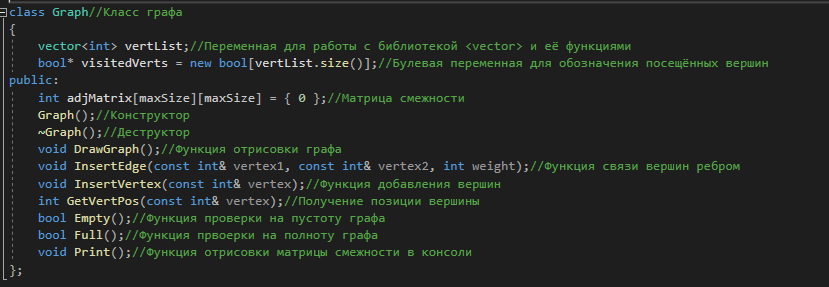 class Graph//Класс графа
{
vector<int> vertList;//Переменная для работы с библиотекой <vector> и её функциями
bool* visitedVerts = new bool[vertList.size()];//Булевая переменная для обозначения посещённых вершин
public:
int adjMatrix[maxSize][maxSize] = { 0 };//Матрица смежности
Graph();//Конструктор
~Graph();//Деструктор
void DrawGraph();//Функция отрисовки графа
void InsertEdge(const int& vertex1, const int& vertex2, int weight);//Функция связи вершин ребром
void InsertVertex(const int& vertex);//Функция добавления вершин
int GetVertPos(const int& vertex);//Получение позиции вершины
bool Empty();//Функция проверки на пустоту графа
bool Full();//Функция првоерки на полноту графа
void Print();//Функция отрисовки матрицы смежности в консоли
};